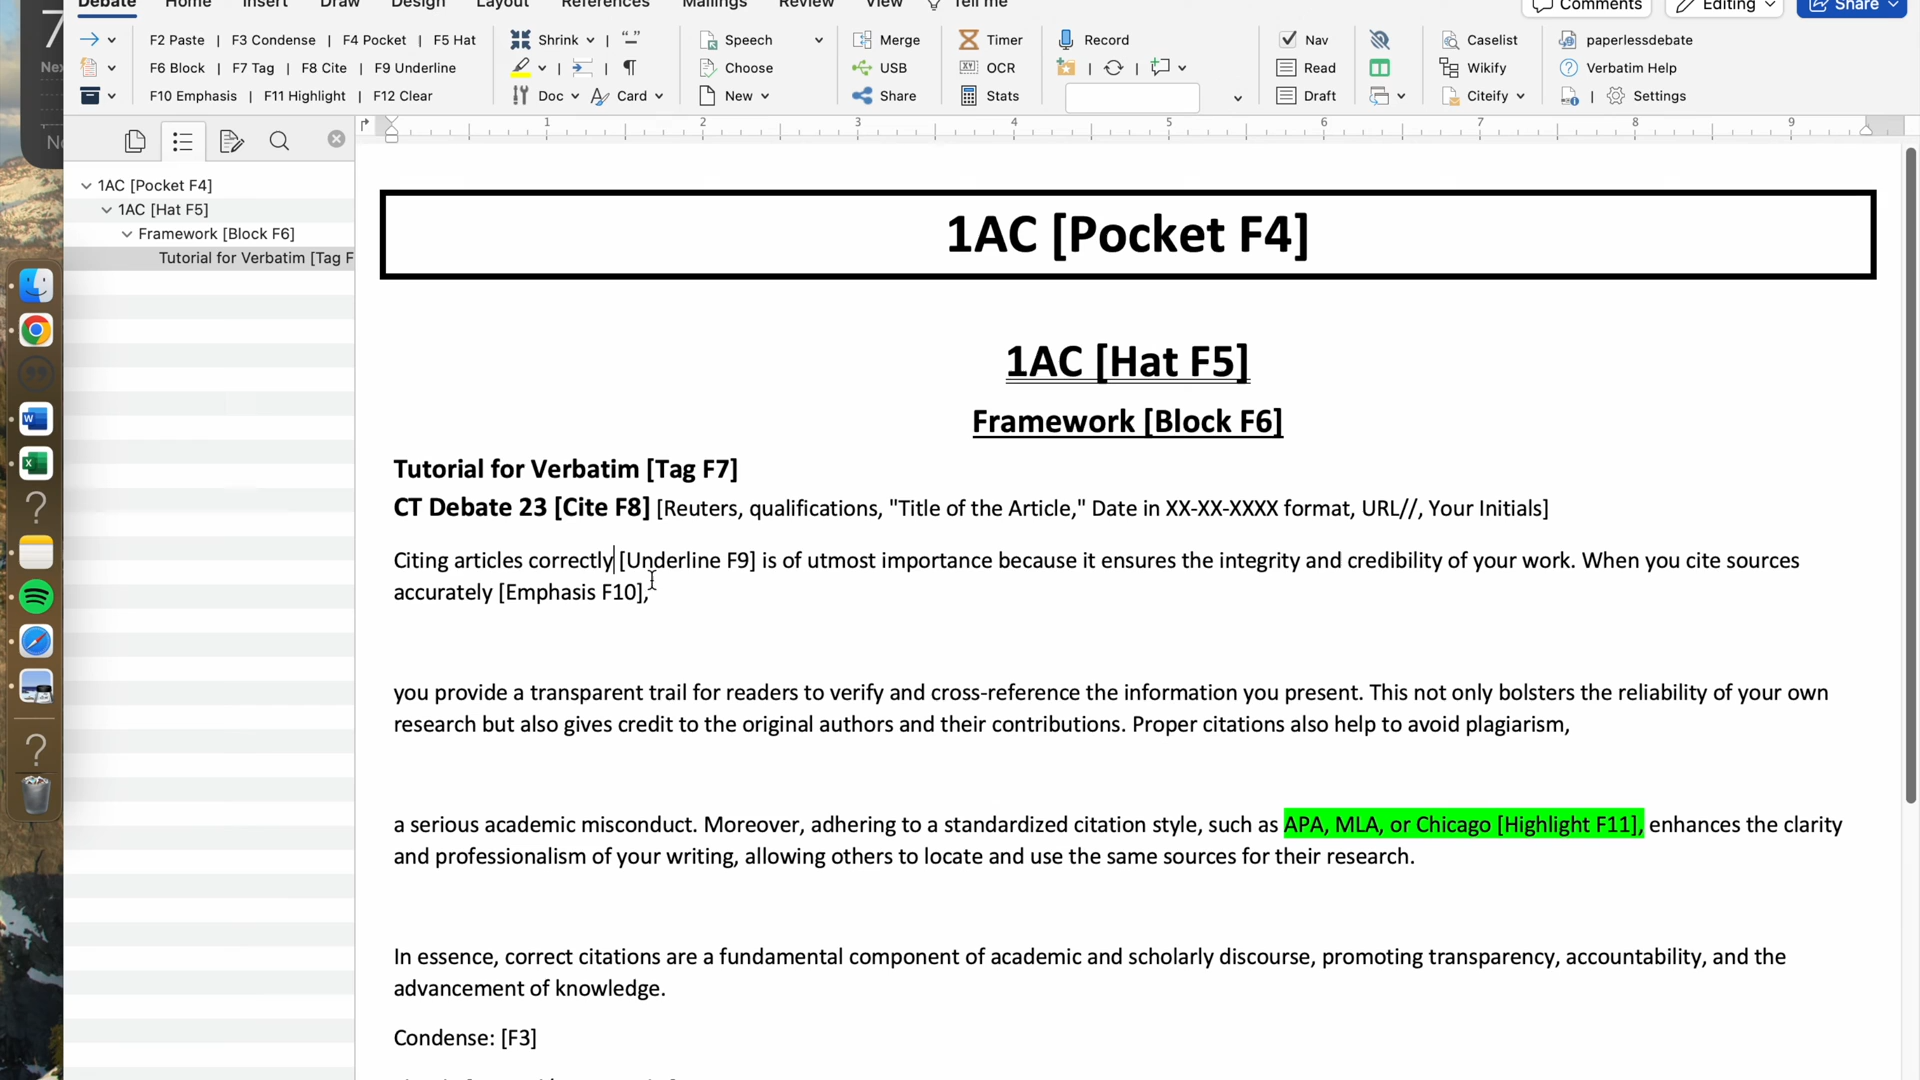 Debate Home Insert Draw Design Layout References Mailings Review View Tell me Comments Editing Share
F2 Paste | F3 Condense | F4 Pocket | F5 Hat Shrink | Speech Merge Timer Record Nav Caselist paperlessdebate
F6 Block | F7 Tag | F8 Cite | F9 Underline Choose USB OCR Read Wikify Verbatim Help
F10 Emphasis | F11 Highlight | F12 Clear Doc Card New Share Stats Draft Citeify Settings
1 2 3 4 5 6 7 8 9
1AC [Pocket F4]
1AC [Hat F5]
Framework [Block F6]
Tutorial for Verbatim [Tag F
1AC [Pocket F4]
1AC [Hat F5]
Framework [Block F6]
Tutorial for Verbatim [Tag F7]
CT Debate 23 [Cite F8] [Reuters, qualifications, "Title of the Article," Date in XX-XX-XXXX format, URL//, Your Initials]
Citing articles correctly [Underline F9] is of utmost importance because it ensures the integrity and credibility of your work. When you cite sources
accurately [Emphasis F10],
you provide a transparent trail for readers to verify and cross-reference the information you present. This not only bolsters the reliability of your own
research but also gives credit to the original authors and their contributions. Proper citations also help to avoid plagiarism,
a serious academic misconduct. Moreover, adhering to a standardized citation style, such as APA, MLA, or Chicago [Highlight F11], enhances the clarity
and professionalism of your writing, allowing others to locate and use the same sources for their research.
In essence, correct citations are a fundamental component of academic and scholarly discourse, promoting transparency, accountability, and the
advancement of knowledge.
Condense: [F3]